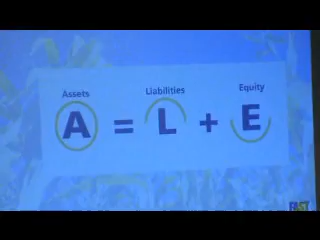 Assets Liabilities Equity
A = L + E